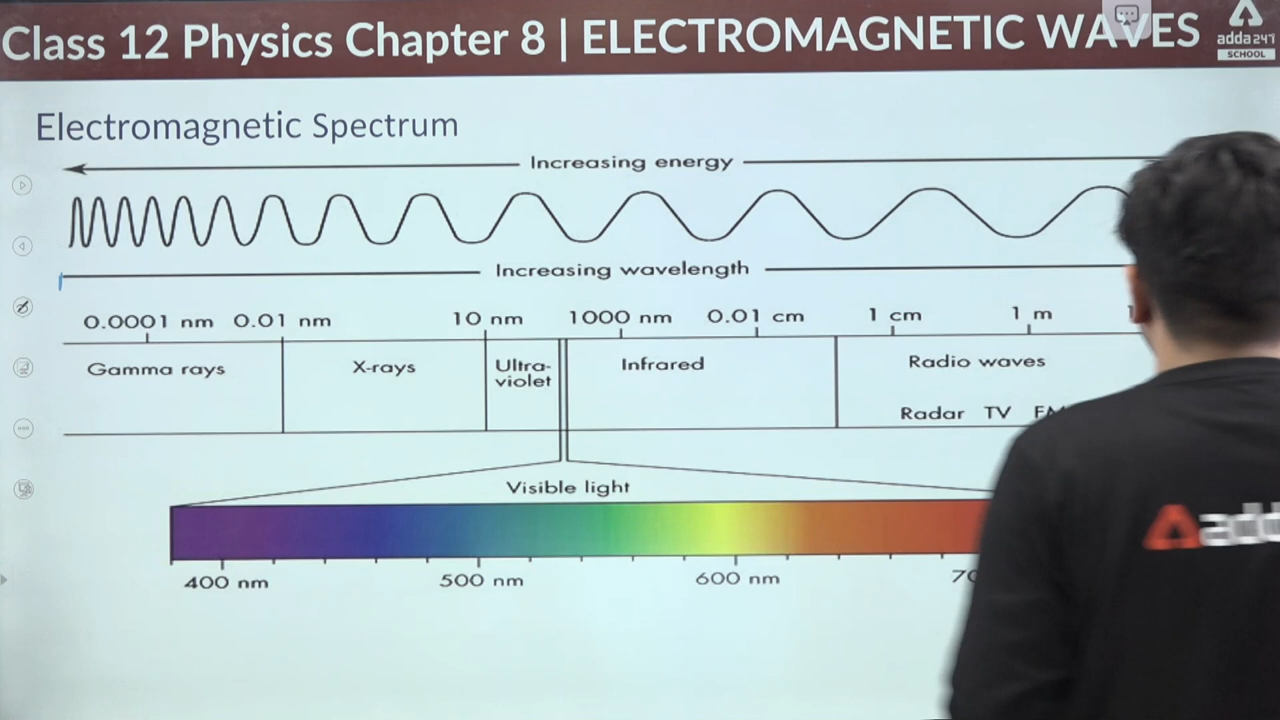 Class 12 Physics Chapter 8 | ELECTROMAGNETIC WAVES
adda247
SCHOOL
Electromagnetic Spectrum
Increasing energy
Increasing wavelength
0.0001 nm 0.01 nm 10 nm 1000 nm 0.01 cm 1 cm 1 m
Gamma rays X-rays Ultra-violet Infrared Radio waves
Radar TV FM
Visible light
400 nm 500 nm 600 nm
add